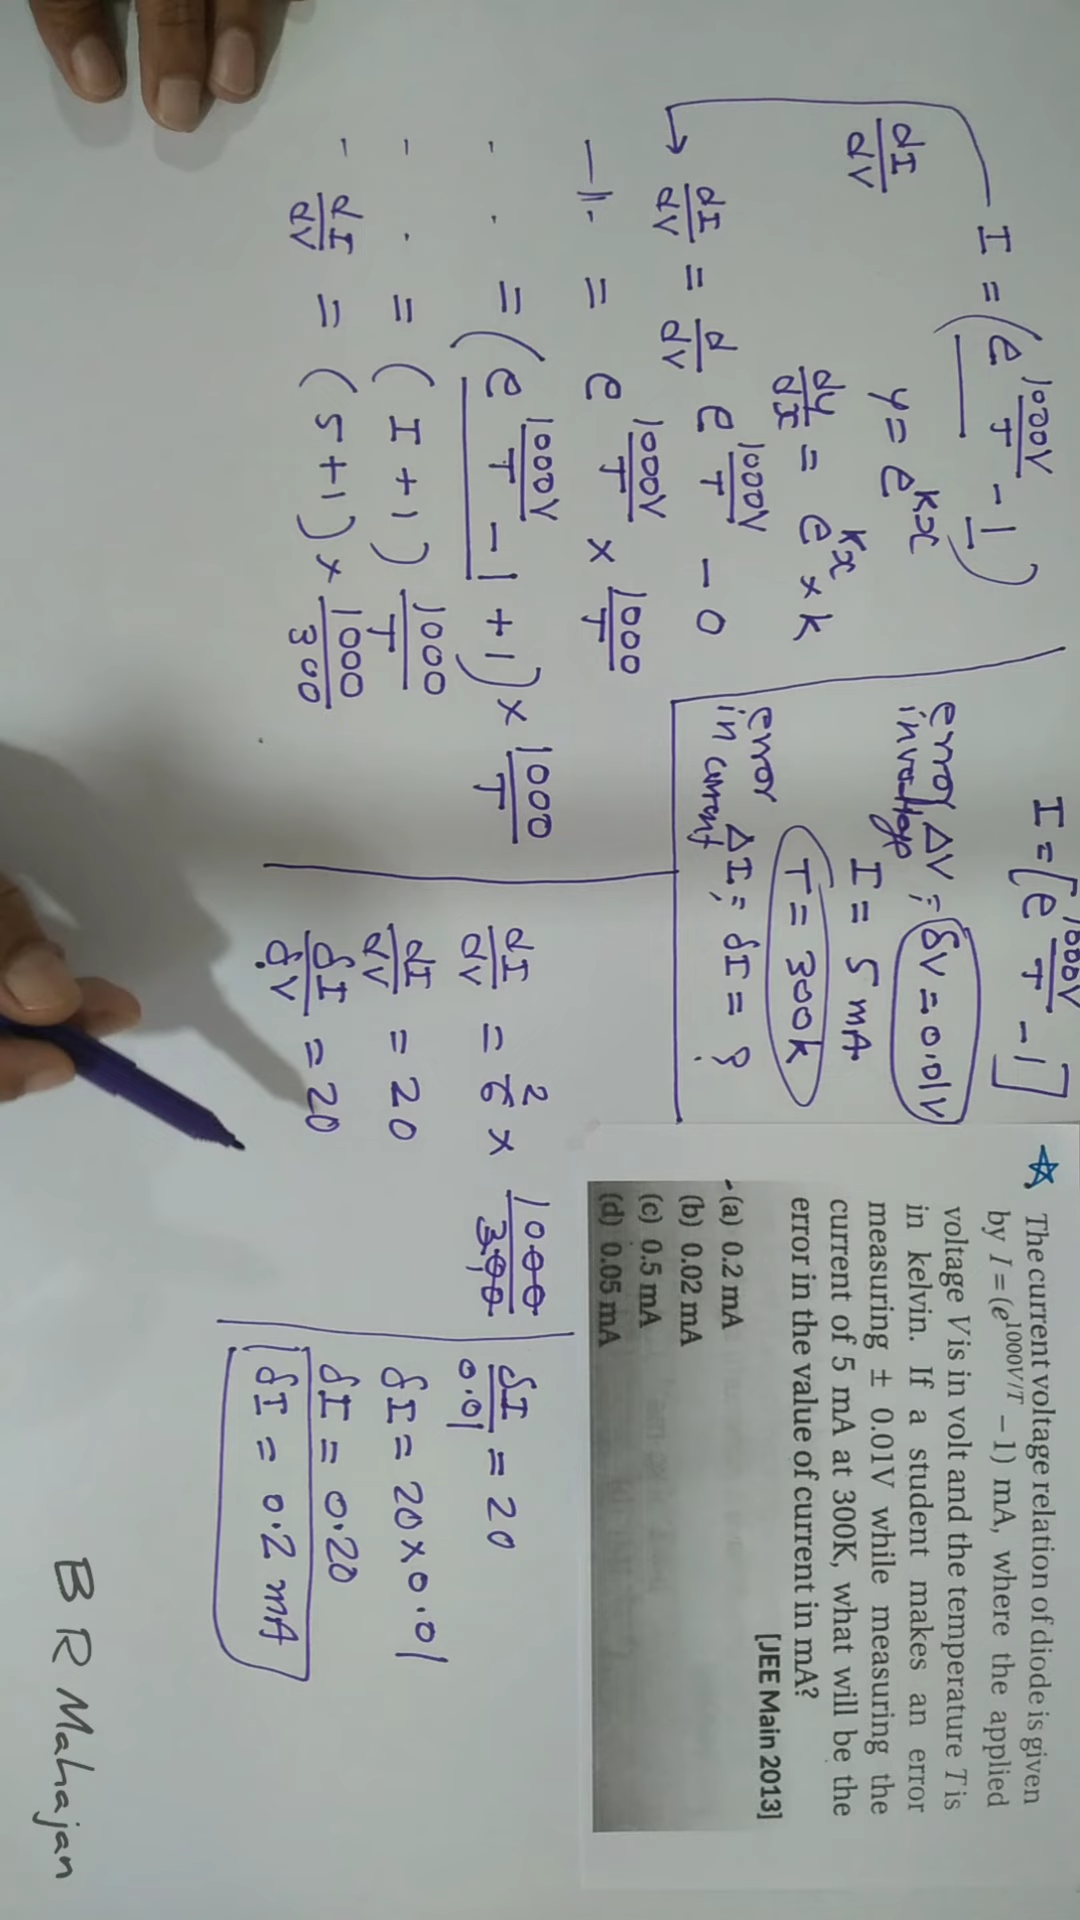 I = [e^1000V/T - 1]
error in voltage ΔV = δV = 0.01V
I = 5 mA
T = 300k
error in current ΔI = δI = ?
☆ The current voltage relation of diode is given
by I = (e^1000V/T – 1) mA, where the applied
voltage V is in volt and the temperature T is
in kelvin. If a student makes an error
measuring ± 0.01V while measuring the
current of 5 mA at 300K, what will be the
error in the value of current in mA?
[JEE Main 2013]
(a) 0.2 mA
(b) 0.02 mA
(c) 0.5 mA
(d) 0.05 mA
I = (e^1000V/T - 1)
dI/dV
y = e^kx
dy/dx = e^kx × k
dI/dV = d/dV e^1000V/T - 0
-||- = e^1000V/T × 1000/T
= (e^1000V/T - 1 + 1) × 1000/T
= (I + 1) 1000/T
dI/dV = (5 + 1) × 1000/300
dI/dV = 6 × 1000/300
2
dI/dV = 20
δI/δV = 20
δI/0.01 = 20
δI = 20 × 0.01
δI = 0.20
δI = 0.2 mA
B R Mahajan